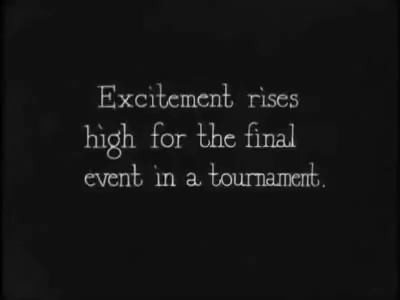 Excitement rises
high for the final
event in a tournament.